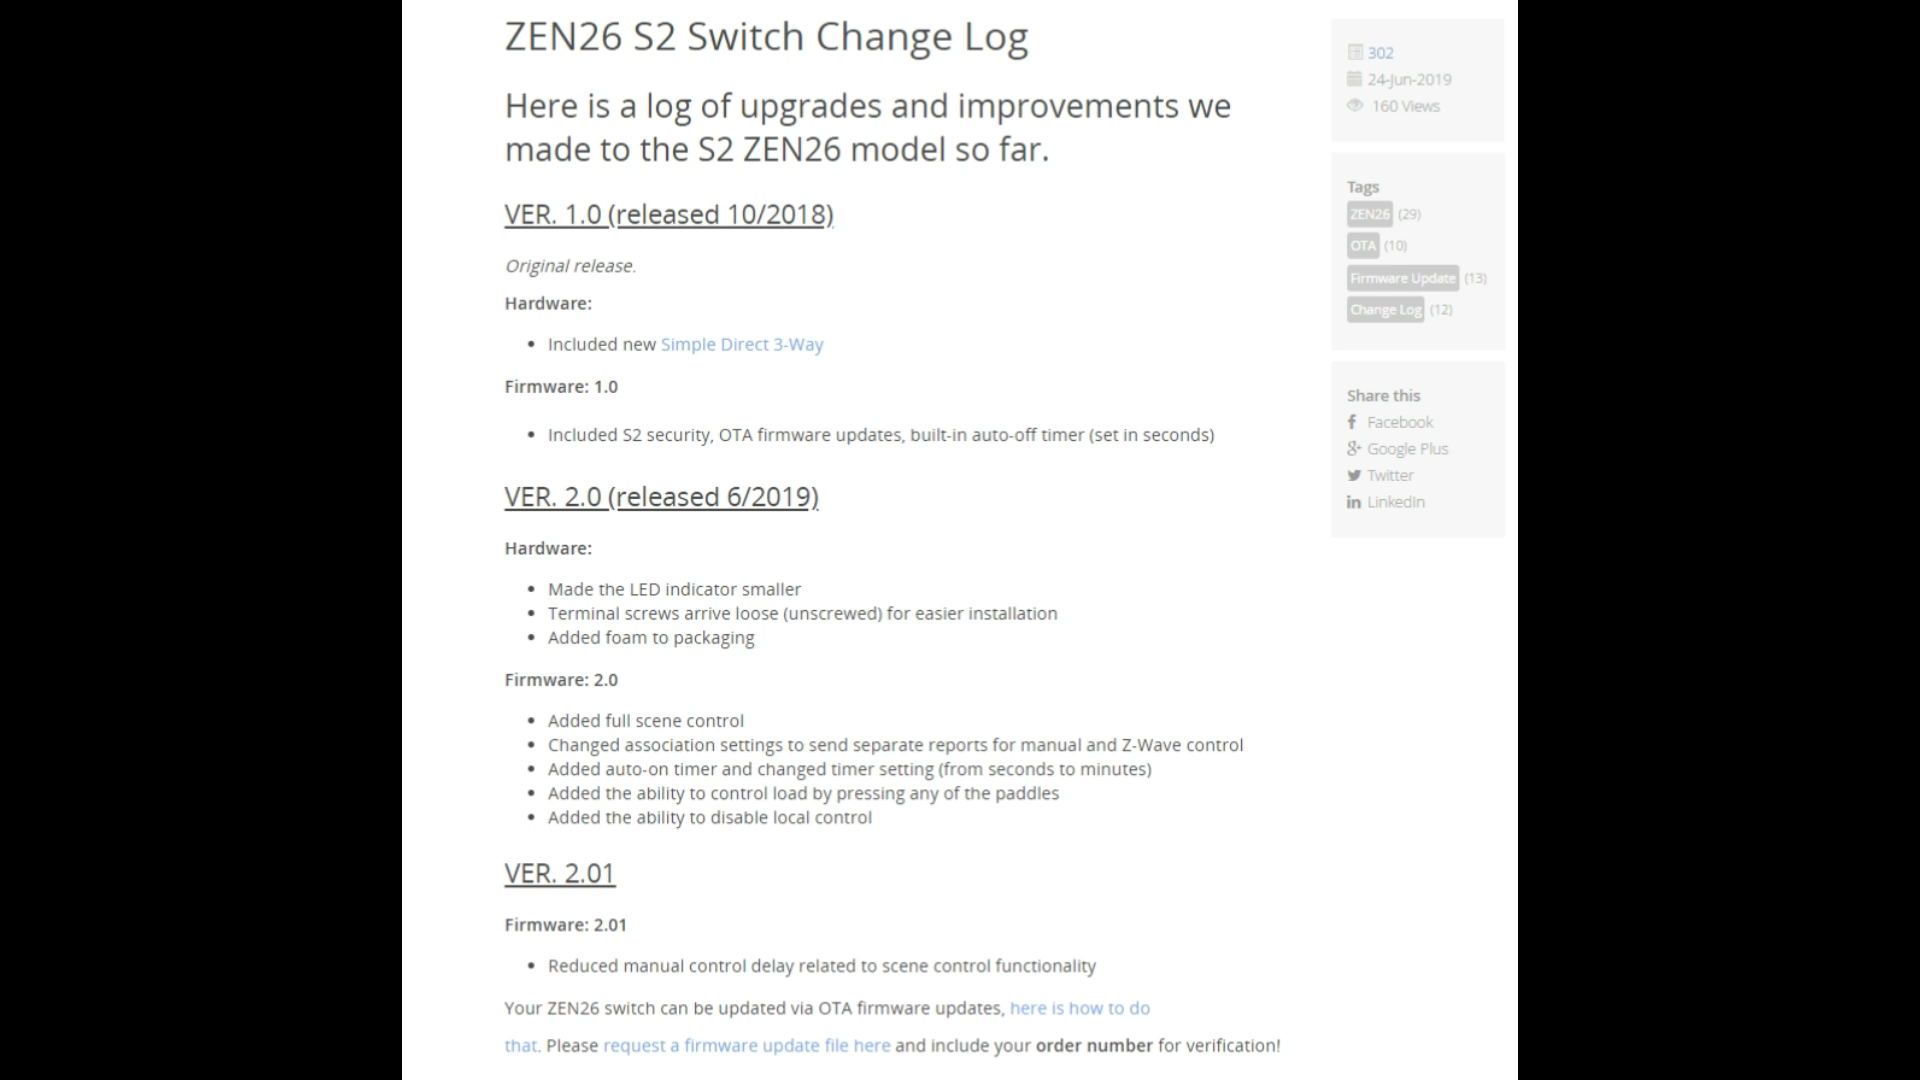 ZEN26 S2 Switch Change Log
Here is a log of upgrades and improvements we
made to the S2 ZEN26 model so far.
VER. 1.0 (released 10/2018)
Original release.
Hardware:
• Included new Simple Direct 3-Way
Firmware: 1.0
• Included S2 security, OTA firmware updates, built-in auto-off timer (set in seconds)
VER. 2.0 (released 6/2019)
Hardware:
• Made the LED indicator smaller
• Terminal screws arrive loose (unscrewed) for easier installation
• Added foam to packaging
Firmware: 2.0
• Added full scene control
• Changed association settings to send separate reports for manual and Z-Wave control
• Added auto-on timer and changed timer setting (from seconds to minutes)
• Added the ability to control load by pressing any of the paddles
• Added the ability to disable local control
VER. 2.01
Firmware: 2.01
• Reduced manual control delay related to scene control functionality
Your ZEN26 switch can be updated via OTA firmware updates, here is how to do
that. Please request a firmware update file here and include your order number for verification!
302
24-Jun-2019
160 Views
Tags
ZEN26 (29)
OTA (10)
Firmware Update (13)
Change Log (12)
Share this
Facebook
Google Plus
Twitter
LinkedIn